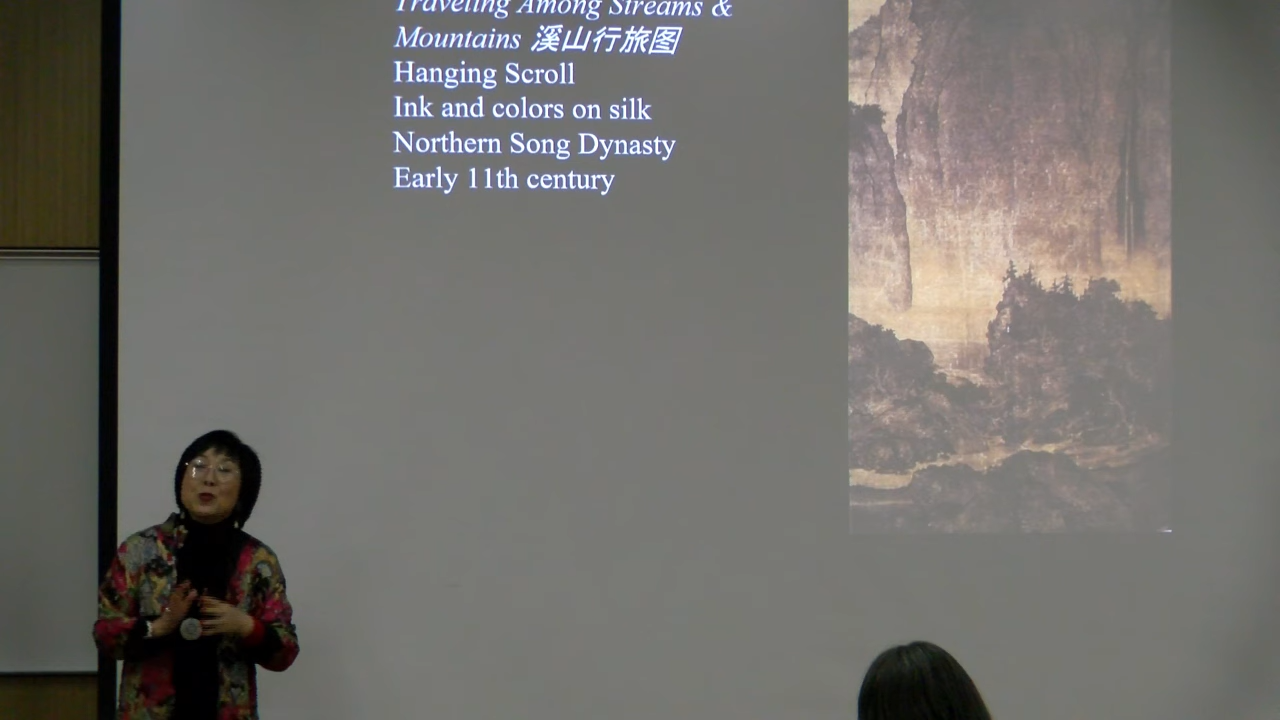 Traveling Among Streams &
Mountains 溪山行旅图
Hanging Scroll
Ink and colors on silk
Northern Song Dynasty
Early 11th century